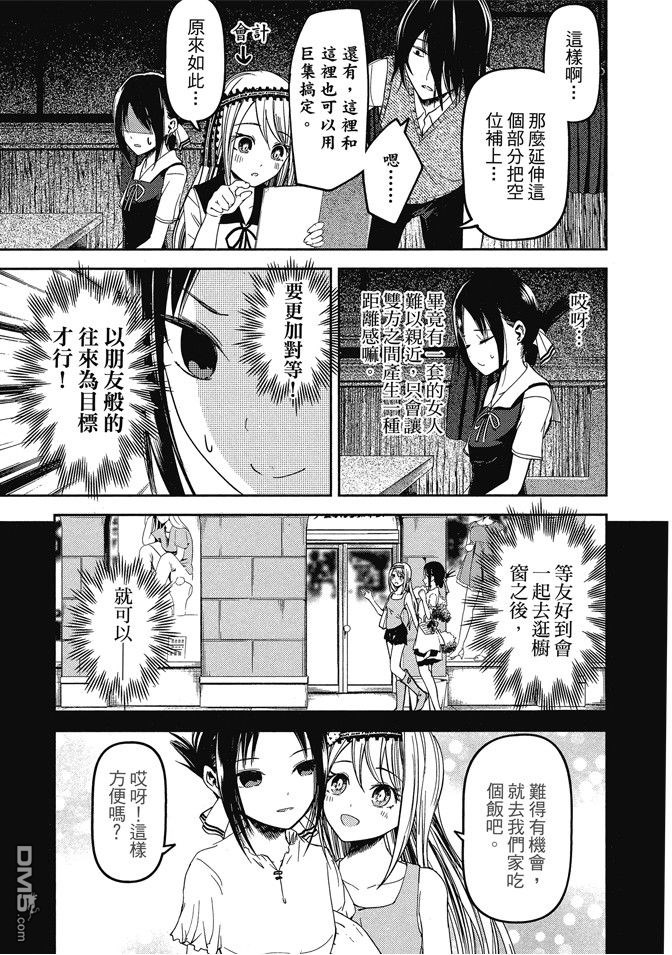 這樣啊…
那麼延伸這
個部分把空
位補上…
嗯……
還有，這裡和
這裡也可以用
巨集搞定。
會計
原來如此…
哎呀…
畢竟有一套的女人
難以親近，只會讓
雙方之間產生一種
距離感嘛。
要更加對等！
以朋友般的
往來為目標
才行！
等友好到會
一起去逛櫥
窗之後，
就可以——
難得有機會，
就去我們家吃
個飯吧。
哎呀！這樣
方便嗎？
DM5
.com